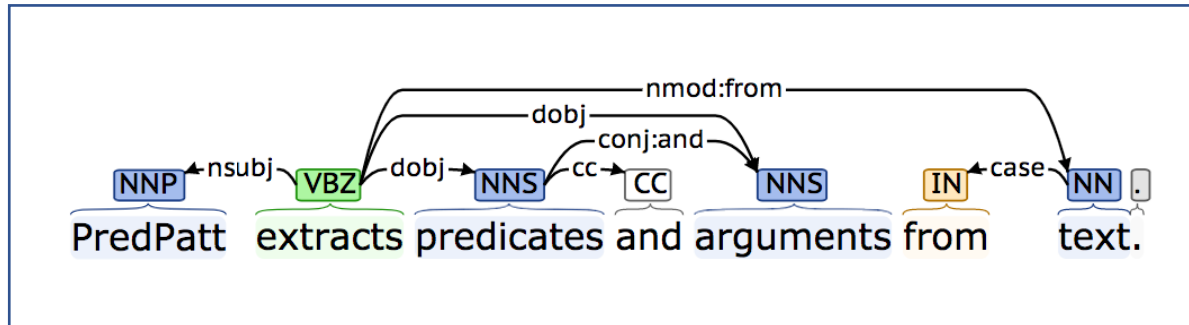 nmod:from
dobj
conj:and
NNP nsubj VBZ dobj NNS cc CC NNS IN case NN .
PredPatt extracts predicates and arguments from text.